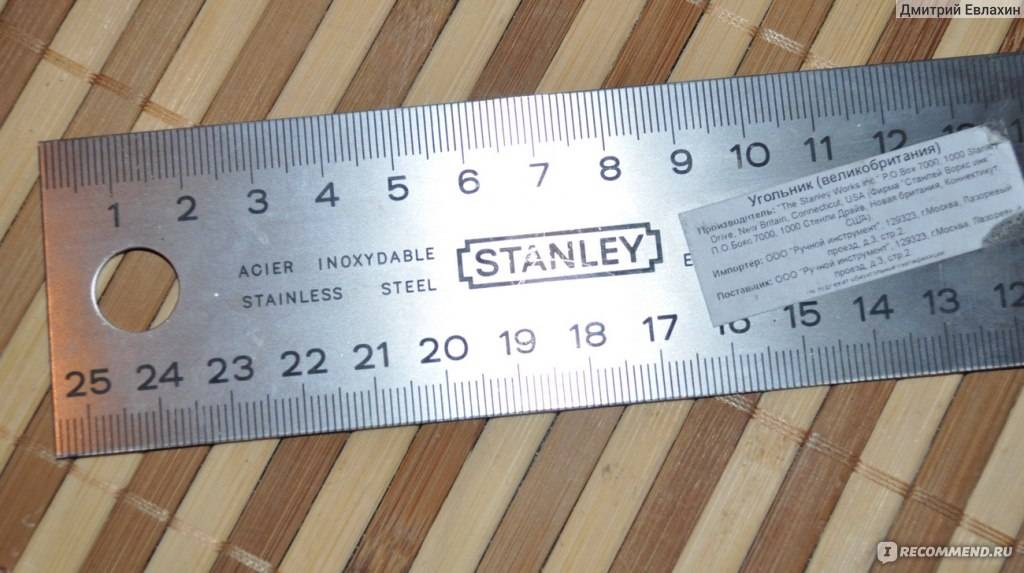 Дмитрий Евлахин
1 2 3 4 5 6 7 8 9 10 11 12 13
ACIER INOXYDABLE
STAINLESS STEEL
STANLEY
E
Угольник (великобритания)
Производитель: "The Stanley Works Inc" P.O Box 7000, 1000 Stanley
Drive, New Britain, Connecticut, USA (Фирма "Стэнлей Воркс инк".
П.О Бокс 7000, 1000 Стенли Драйв, Новая британия, Коннектикут,
США).
Импортер: ООО "Ручной инструмент", 129323, г.Москва, Лазоревый
проезд, д.3, стр.2.
Поставщик: ООО "Ручной инструмент", 129323, г.Москва, Лазоревый
проезд, д.3, стр.2.
25 24 23 22 21 20 19 18 17 16 15 14 13 12
IRECOMMEND.RU